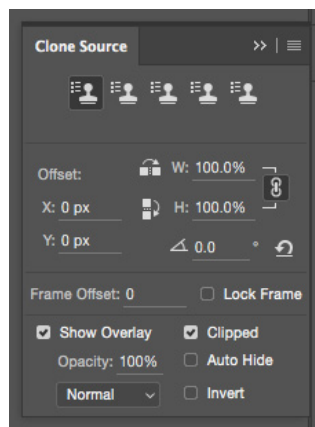 Clone Source
Offset: W: 100.0%
X: 0 px H: 100.0%
Y: 0 px 0.0 °
Frame Offset: 0 Lock Frame
Show Overlay Clipped
Opacity: 100% Auto Hide
Normal Invert